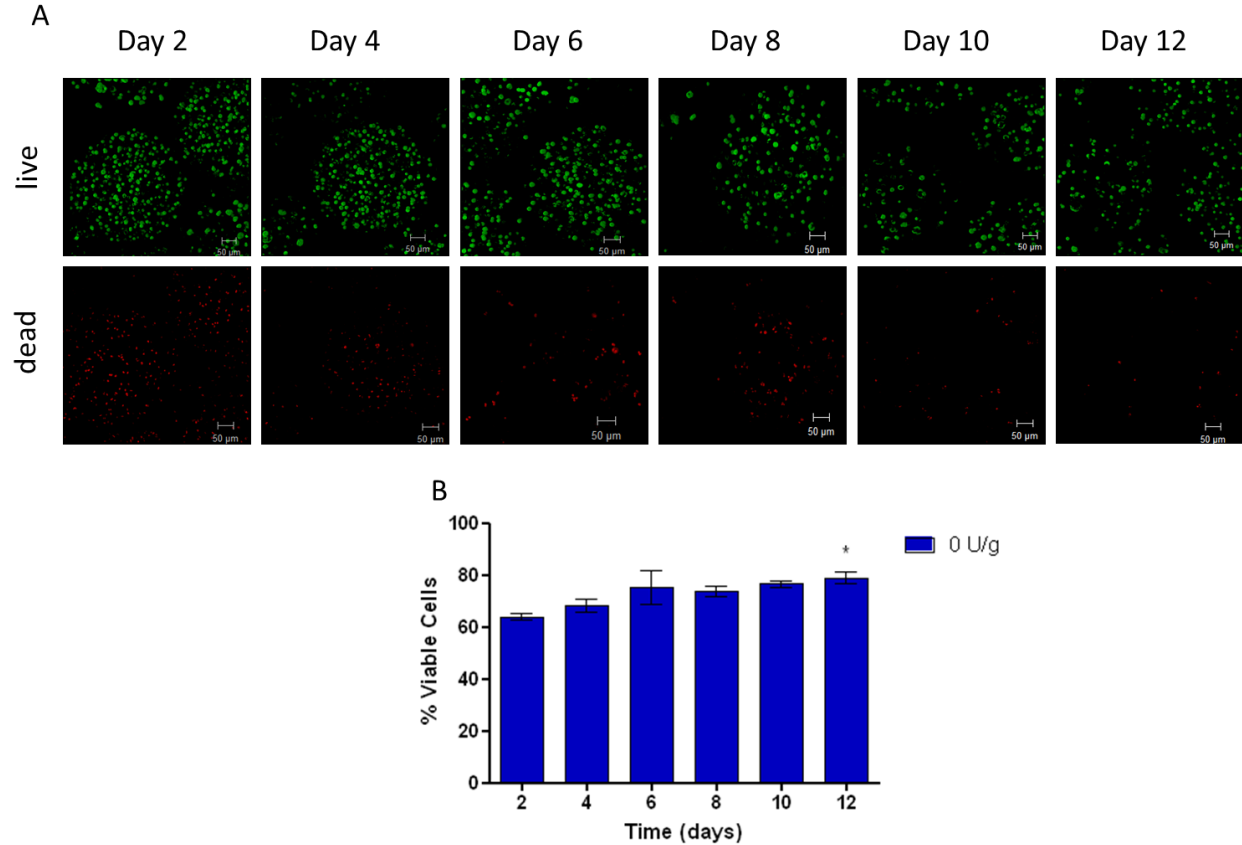 A
Day 2 Day 4 Day 6 Day 8 Day 10 Day 12
live
50 µm 50 µm 50 µm 50 µm 50 µm 50 µm
dead
50 µm 50 µm 50 µm 50 µm 50 µm 50 µm
B
% Viable Cells
100
80
60
40
20
0
*
0 U/g
2 4 6 8 10 12
Time (days)